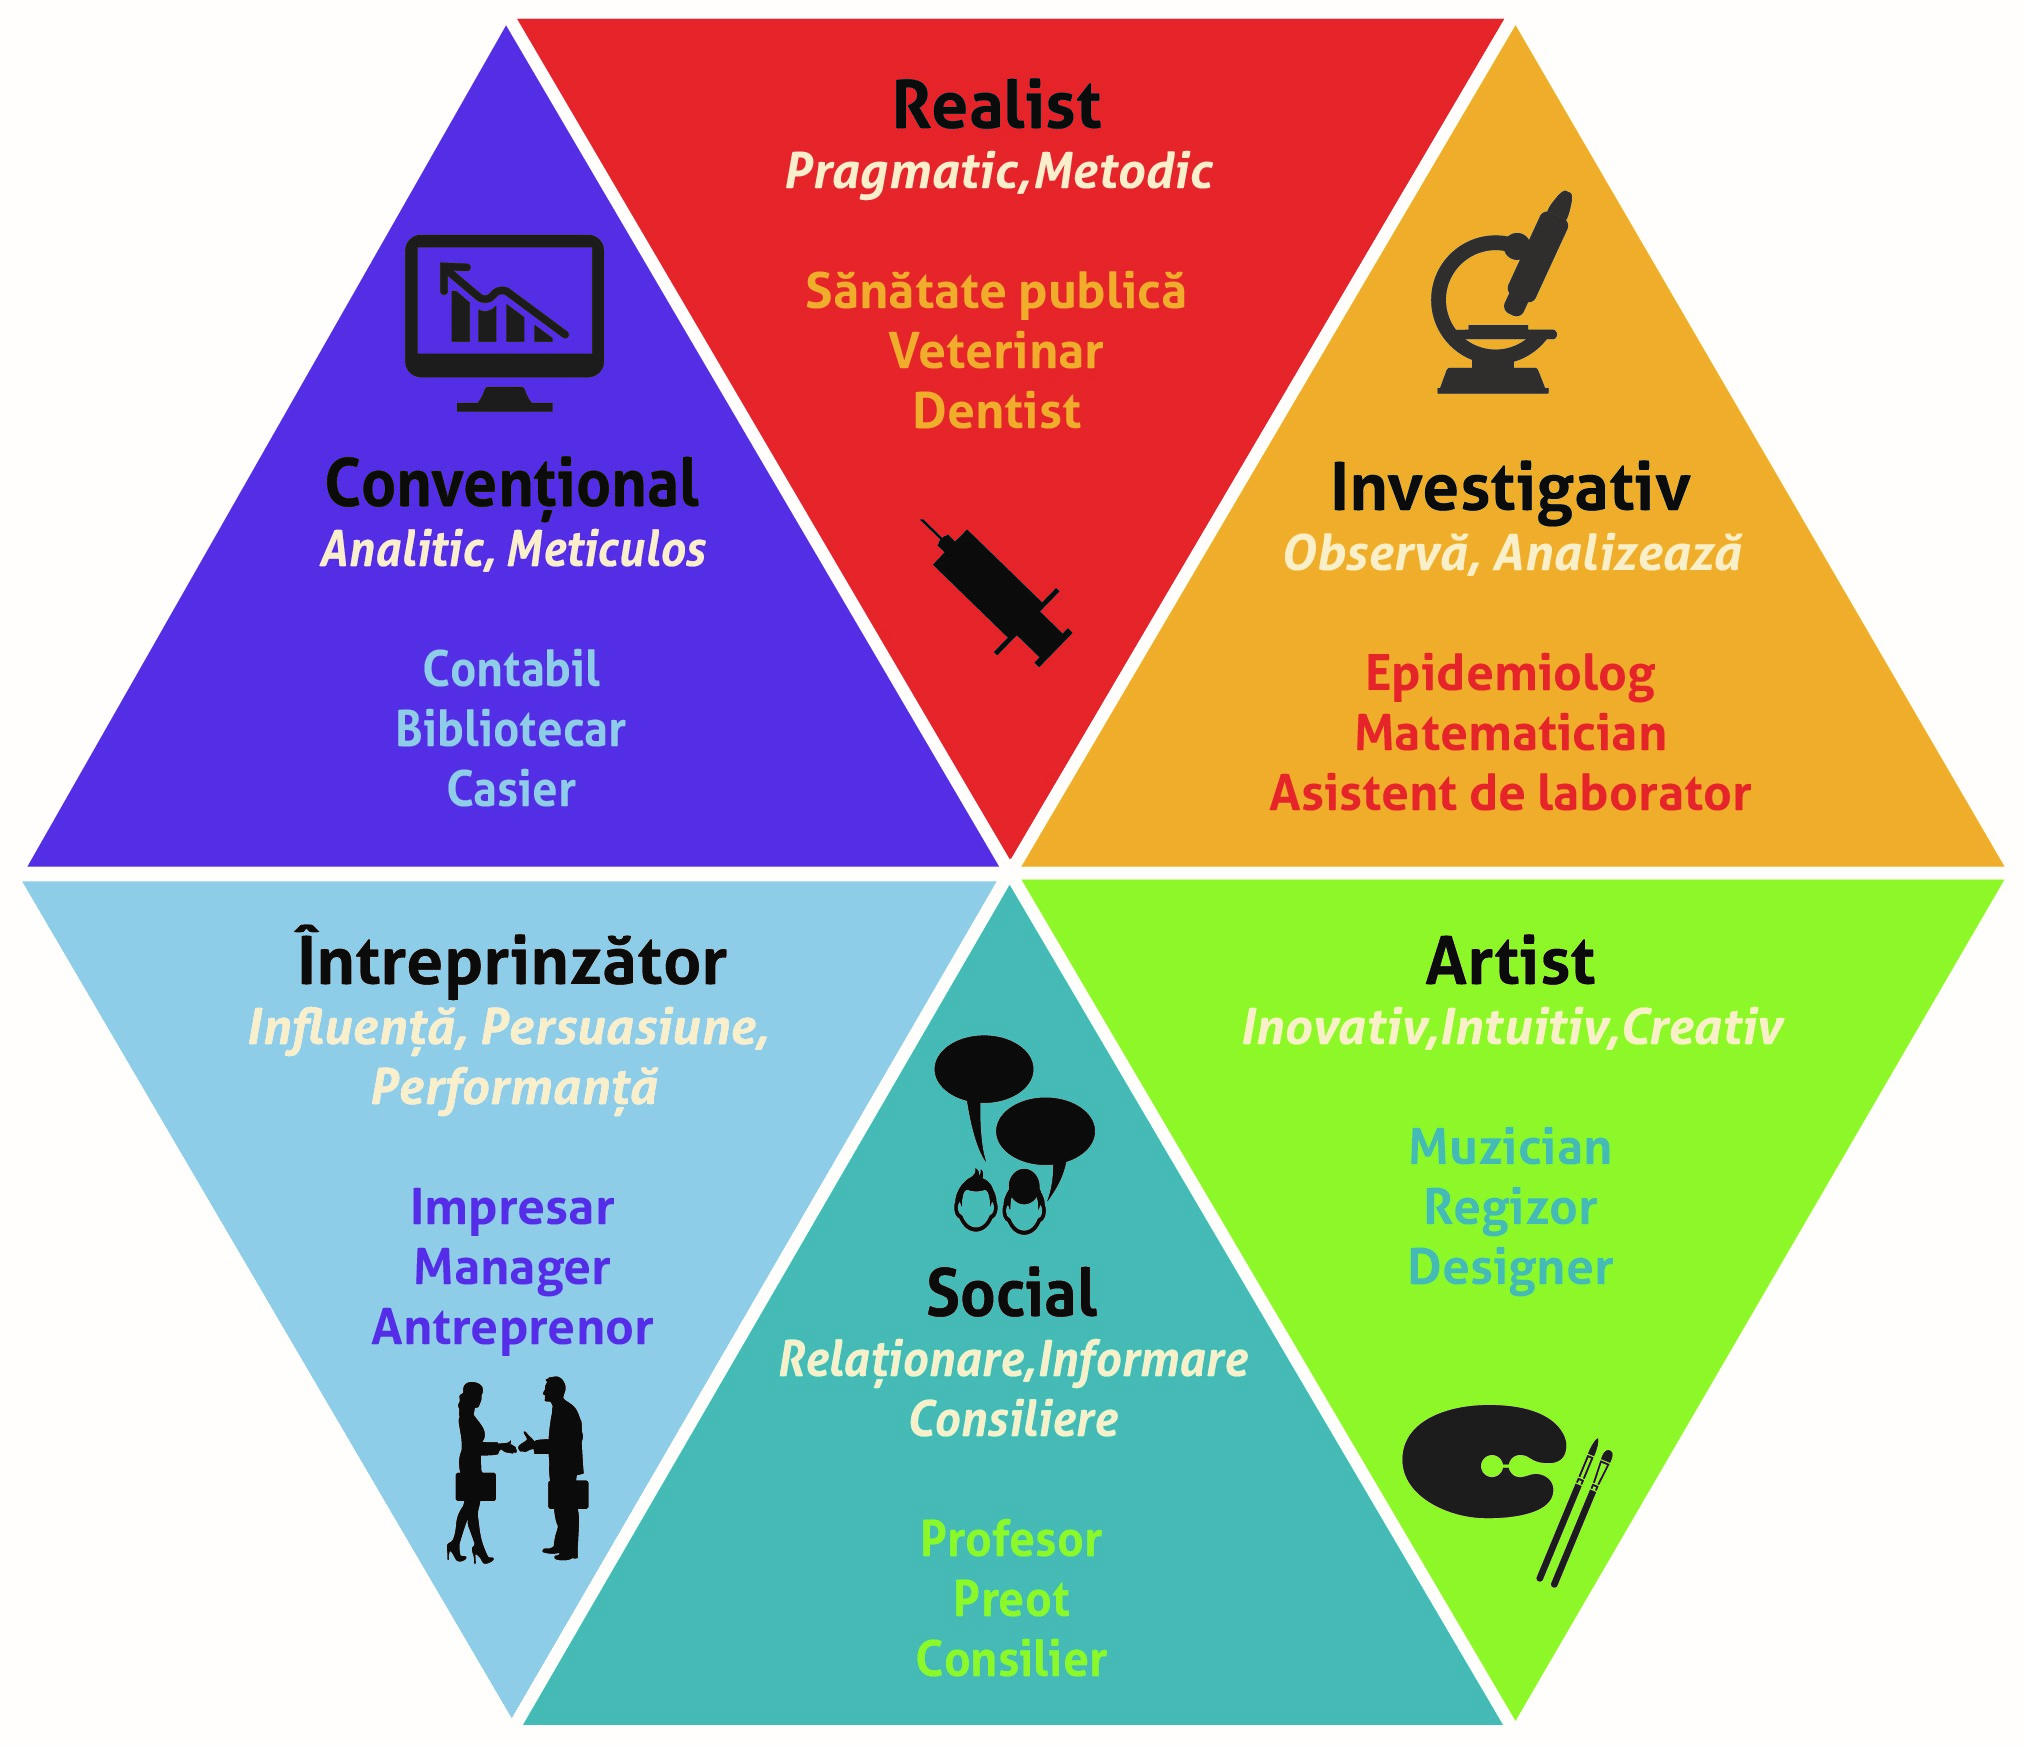 Realist
Pragmatic,Metodic
Sănătate publică
Veterinar
Dentist
Convențional
Analitic, Meticulos
Contabil
Bibliotecar
Casier
Investigativ
Observă, Analizează
Epidemiolog
Matematician
Asistent de laborator
Întreprinzător
Influență, Persuasiune,
Performanță
Impresar
Manager
Antreprenor
Social
Relaționare,Informare
Consiliere
Profesor
Preot
Consilier
Artist
Inovativ,Intuitiv,Creativ
Muzician
Regizor
Designer